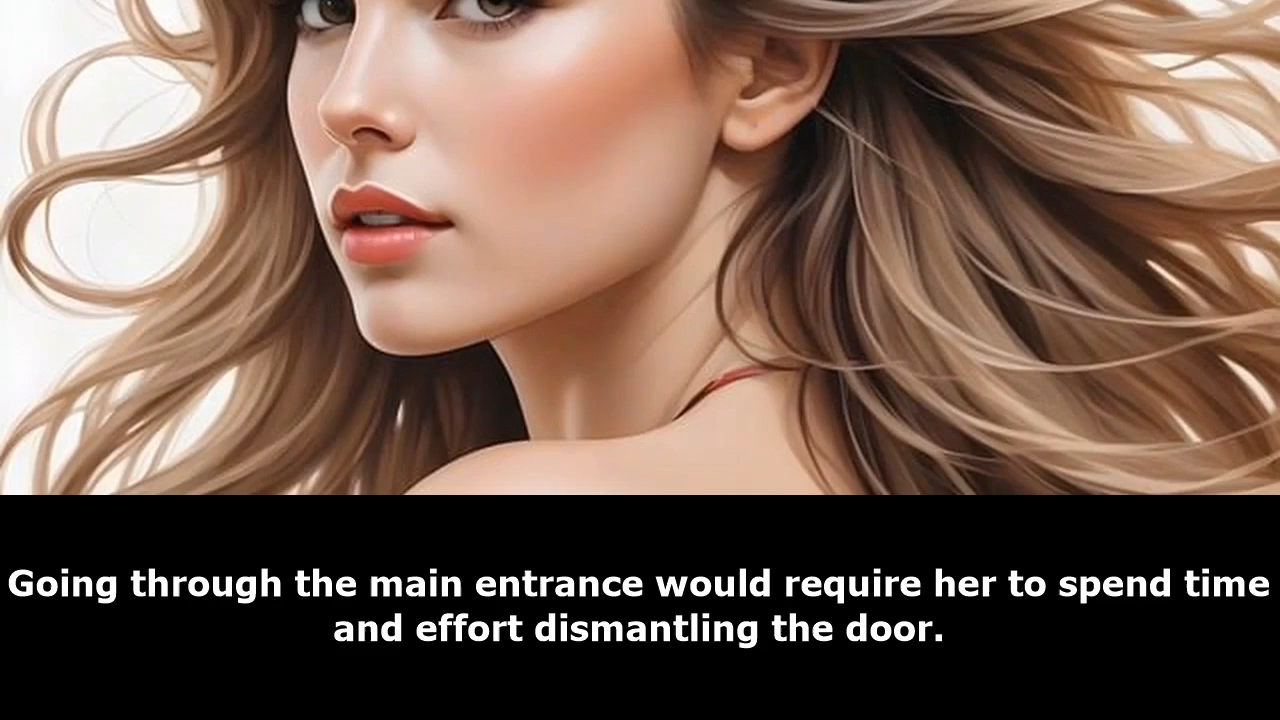 Going through the main entrance would require her to spend time
and effort dismantling the door.